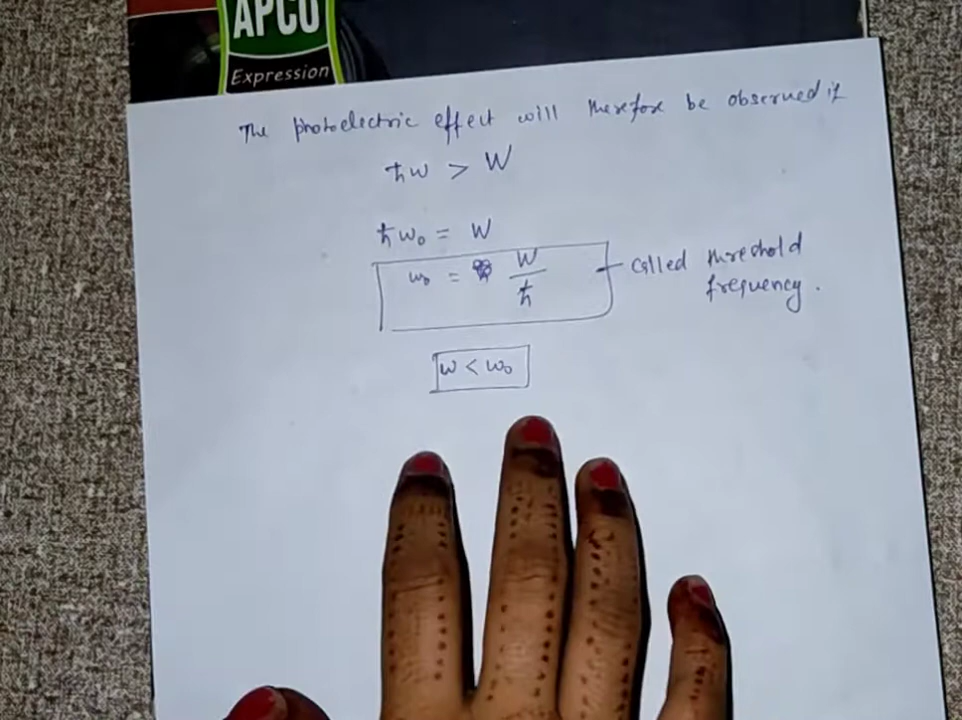 APCO
Expression
The photoelectric effect will therefore be observed if
ħω > W
ħω₀ = W
ω₀ = W/ħ called threshold
frequency.
ω < ω₀